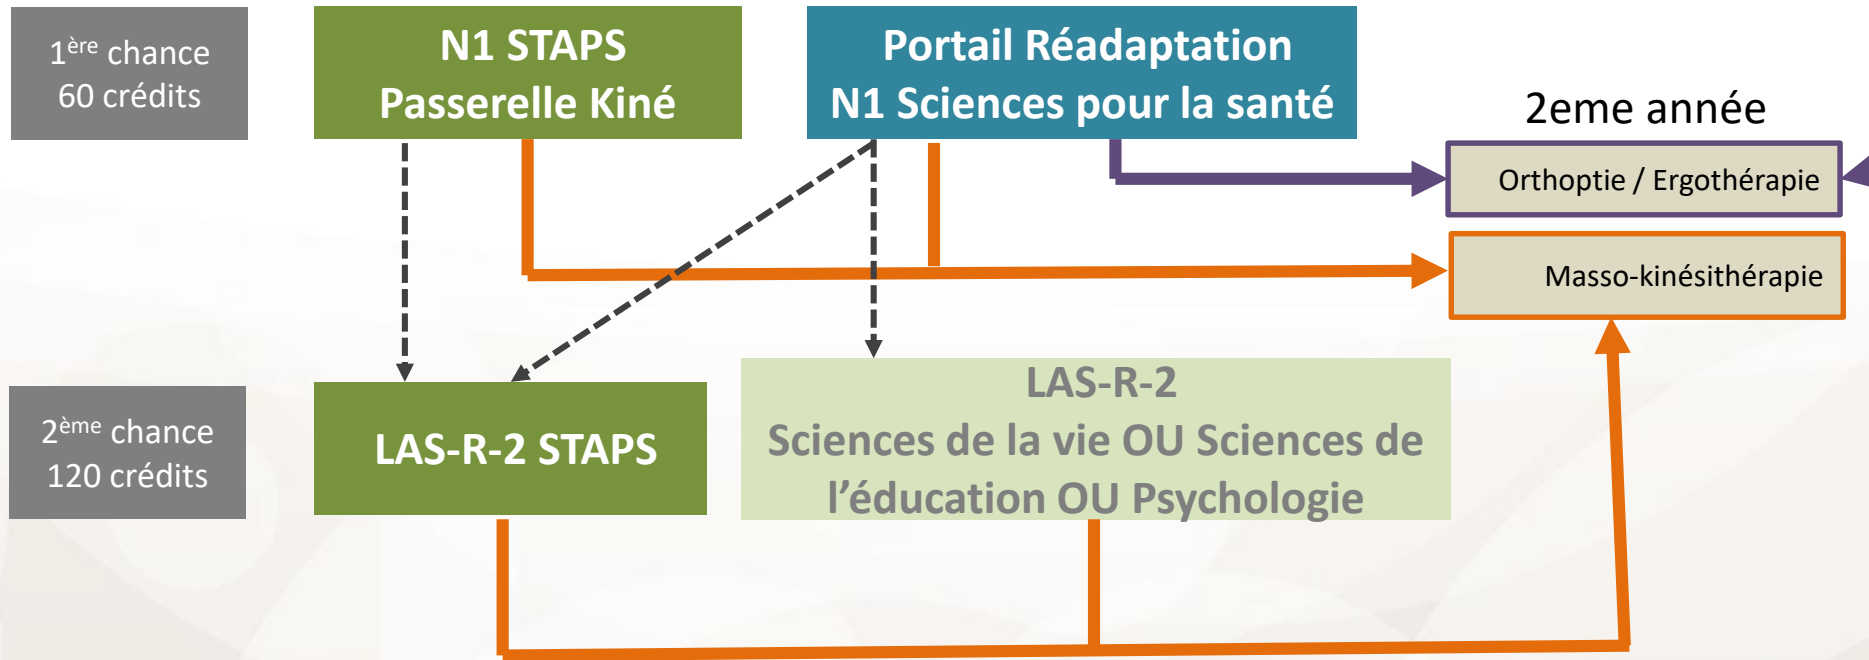 1ère chance
60 crédits
N1 STAPS
Passerelle Kiné
Portail Réadaptation
N1 Sciences pour la santé
2eme année
Orthoptie / Ergothérapie
Masso-kinésithérapie
2ème chance
120 crédits
LAS-R-2 STAPS
LAS-R-2
Sciences de la vie OU Sciences de
l’éducation OU Psychologie